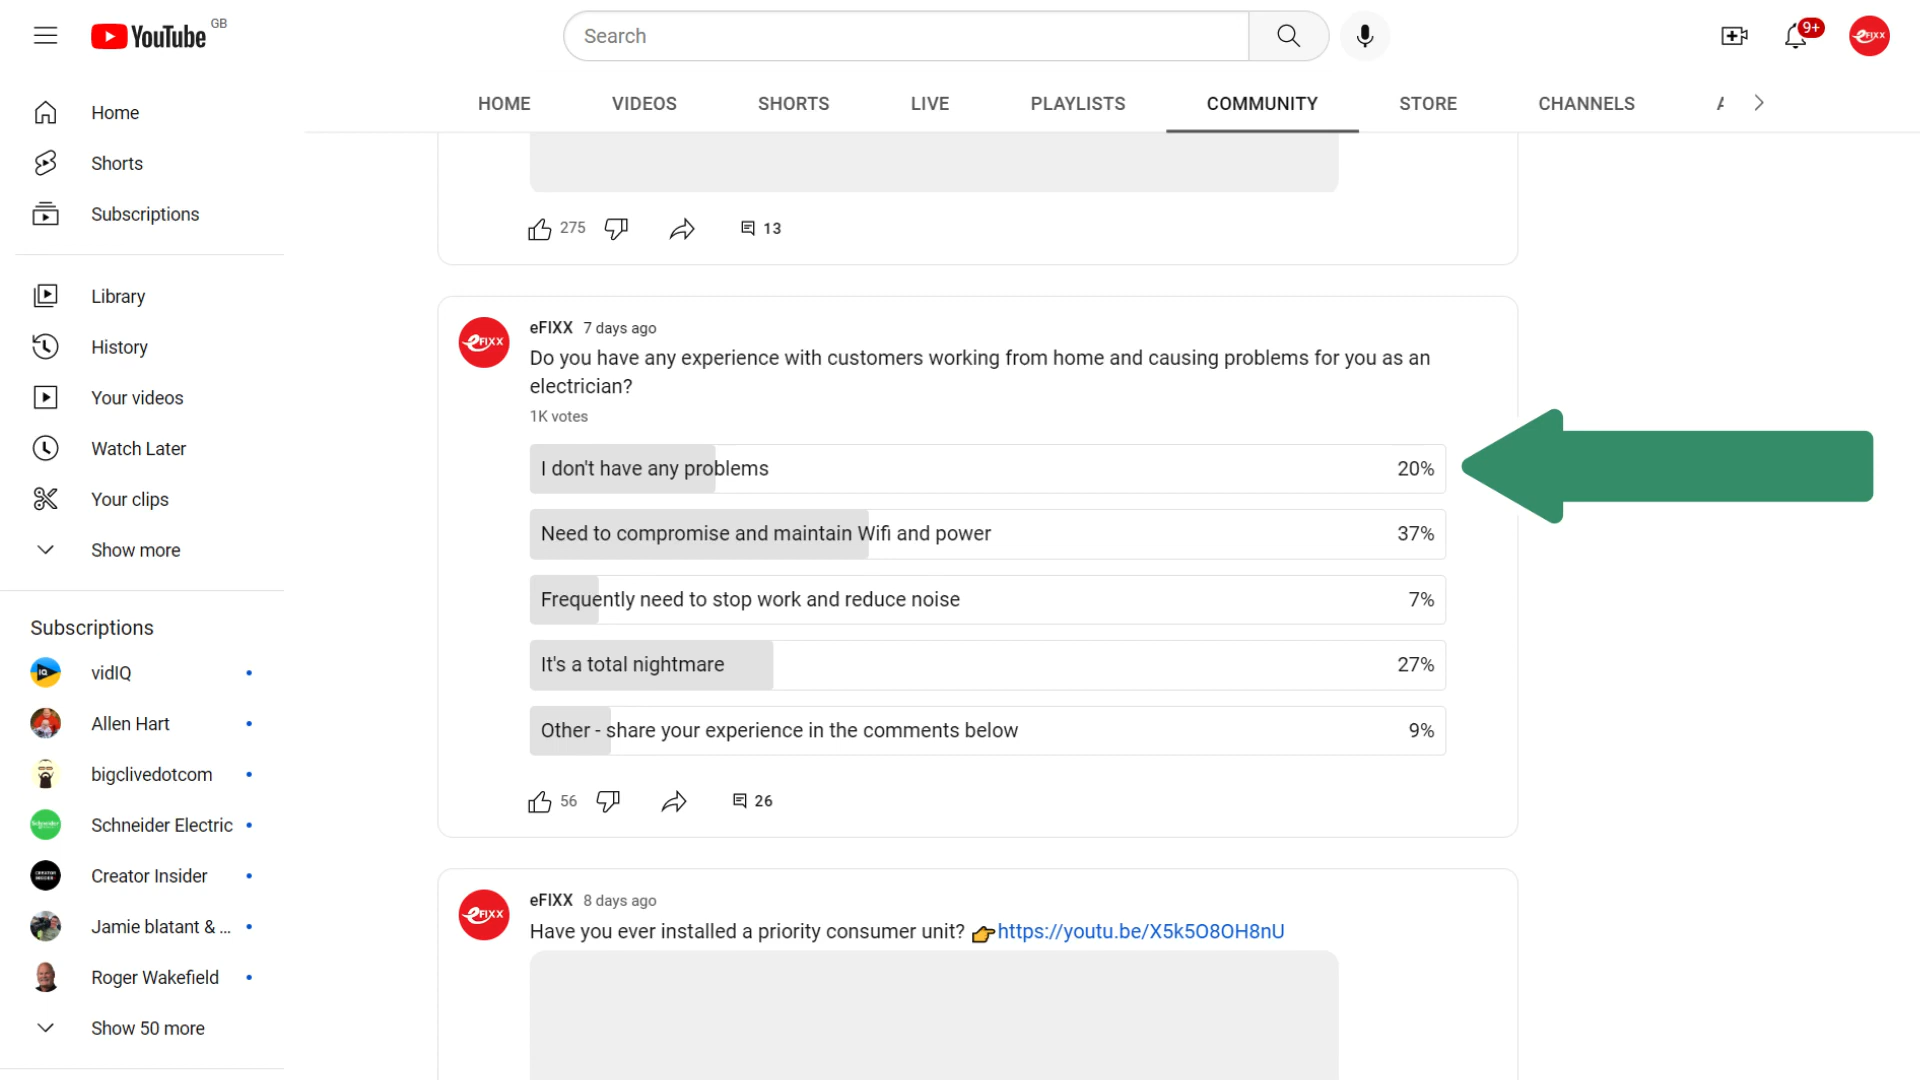 YouTube GB
Search
9+
eFIXX
HOME VIDEOS SHORTS LIVE PLAYLISTS COMMUNITY STORE CHANNELS
Home
Shorts
Subscriptions
Library
History
Your videos
Watch Later
Your clips
Show more
Subscriptions
vidIQ
Allen Hart
bigclivedotcom
Schneider Electric
Creator Insider
Jamie blatant & ...
Roger Wakefield
Show 50 more
275 13
eFIXX
eFIXX 7 days ago
Do you have any experience with customers working from home and causing problems for you as an
electrician?
1K votes
I don't have any problems 20%
Need to compromise and maintain Wifi and power 37%
Frequently need to stop work and reduce noise 7%
It's a total nightmare 27%
Other - share your experience in the comments below 9%
56 26
eFIXX
eFIXX 8 days ago
Have you ever installed a priority consumer unit? 👉https://youtu.be/X5k5O8OH8nU